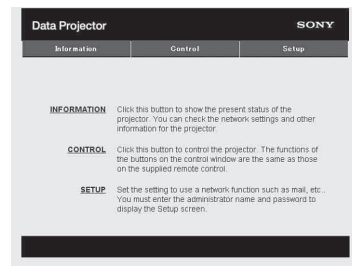 Data Projector SONY
Information Control Setup
INFORMATION Click this button to show the present status of the
projector. You can check the network settings and other
information for the projector.
CONTROL Click this button to control the projector. The functions of
the buttons on the control window are the same as those
on the supplied remote control.
SETUP Set the setting to use a network function such as mail, etc..
You must enter the administrator name and password to
display the Setup screen.